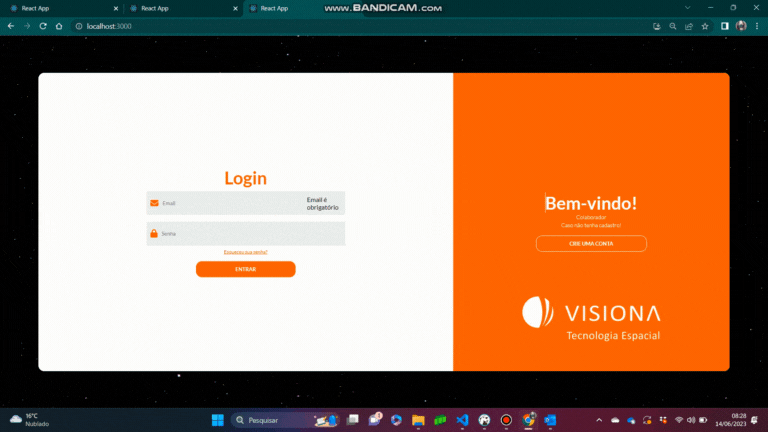 React App
React App
React App
www.BANDICAM.com
localhost:3000
Login
Email
Email é
obrigatório
Senha
Esqueceu sua senha?
ENTRAR
Bem-vindo!
Colaborador
Caso não tenha cadastro!
CRIE UMA CONTA
VISIONA
Tecnologia Espacial
16°C
Nublado
Pesquisar
08:28
14/06/2023